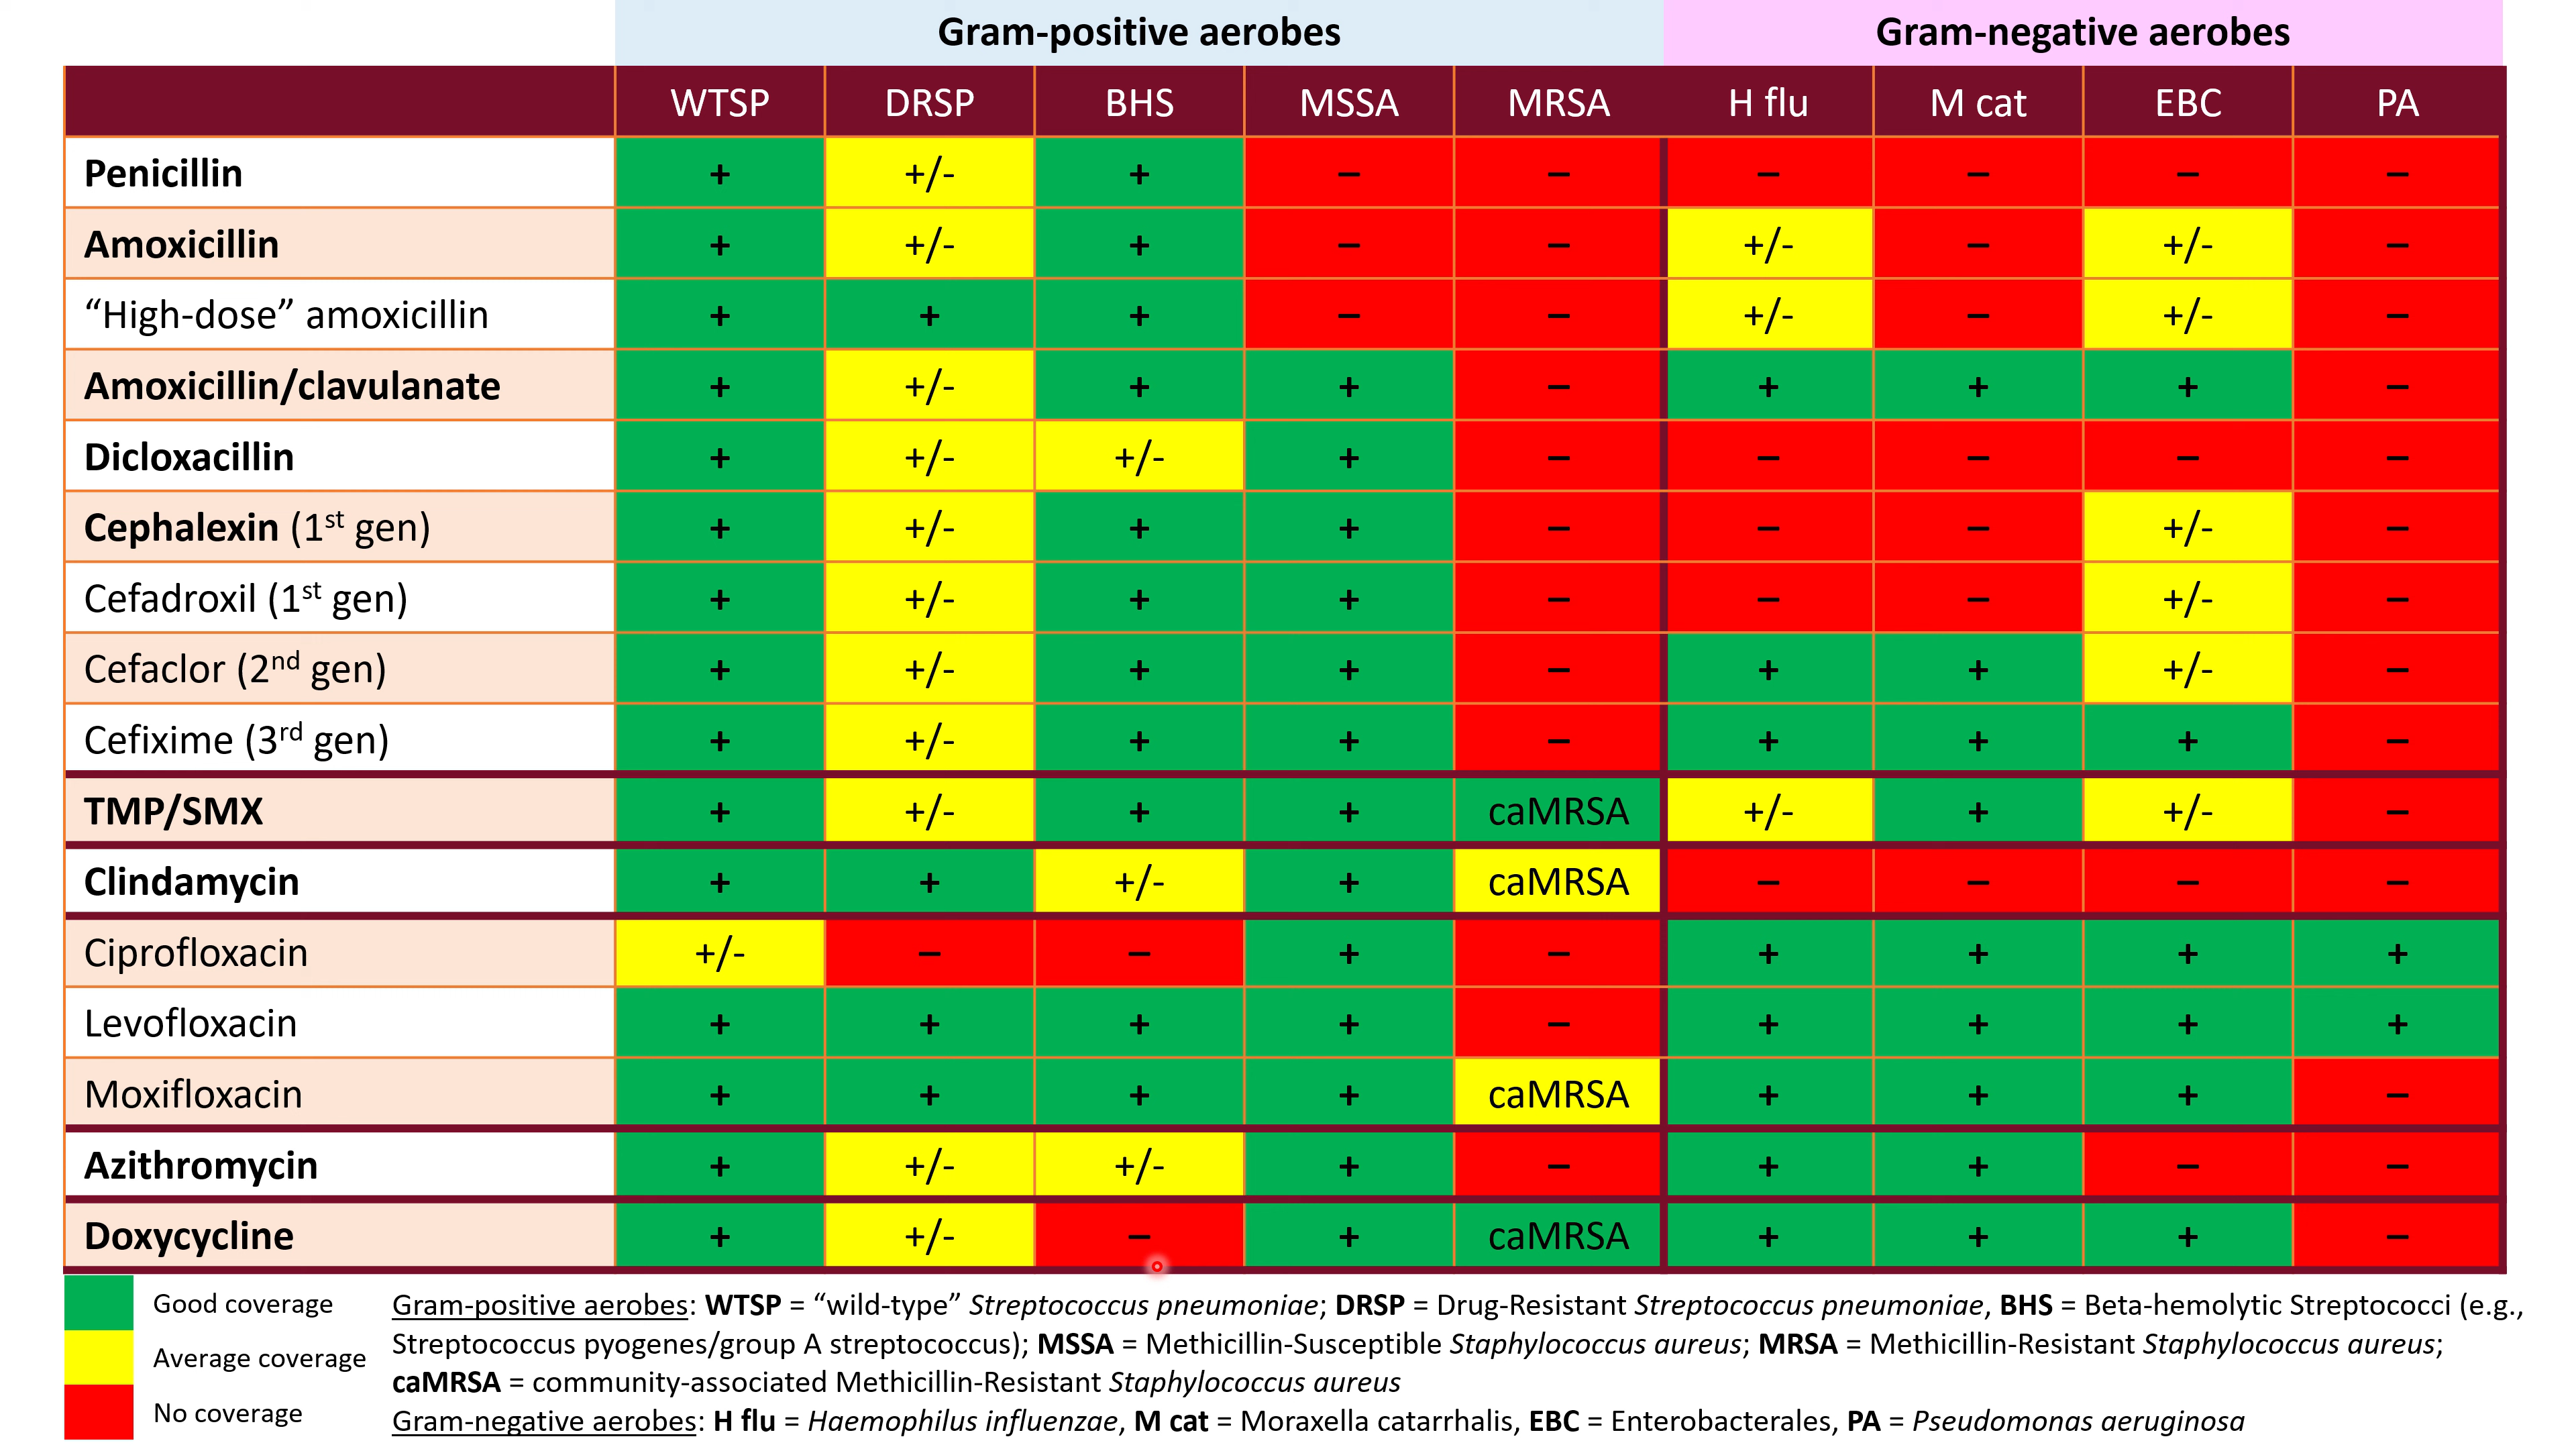 Gram-positive aerobes Gram-negative aerobes
WTSP DRSP BHS MSSA MRSA H flu M cat EBC PA
Penicillin + +/- + – – – – – –
Amoxicillin + +/- + – – +/- – +/- –
“High-dose” amoxicillin + + + – – +/- – +/- –
Amoxicillin/clavulanate + +/- + + – + + + –
Dicloxacillin + +/- +/- + – – – – –
Cephalexin (1st gen) + +/- + + – – – +/- –
Cefadroxil (1st gen) + +/- + + – – – +/- –
Cefaclor (2nd gen) + +/- + + – + + +/- –
Cefixime (3rd gen) + +/- + + – + + + –
TMP/SMX + +/- + + caMRSA +/- + +/- –
Clindamycin + + +/- + caMRSA – – – –
Ciprofloxacin +/- – – + – + + + +
Levofloxacin + + + + – + + + +
Moxifloxacin + + + + caMRSA + + + –
Azithromycin + +/- +/- + – + + – –
Doxycycline + +/- – + caMRSA + + + –
Good coverage
Average coverage
No coverage
Gram-positive aerobes: WTSP = “wild-type” Streptococcus pneumoniae; DRSP = Drug-Resistant Streptococcus pneumoniae, BHS = Beta-hemolytic Streptococci (e.g.,
Streptococcus pyogenes/group A streptococcus); MSSA = Methicillin-Susceptible Staphylococcus aureus; MRSA = Methicillin-Resistant Staphylococcus aureus;
caMRSA = community-associated Methicillin-Resistant Staphylococcus aureus
Gram-negative aerobes: H flu = Haemophilus influenzae, M cat = Moraxella catarrhalis, EBC = Enterobacterales, PA = Pseudomonas aeruginosa